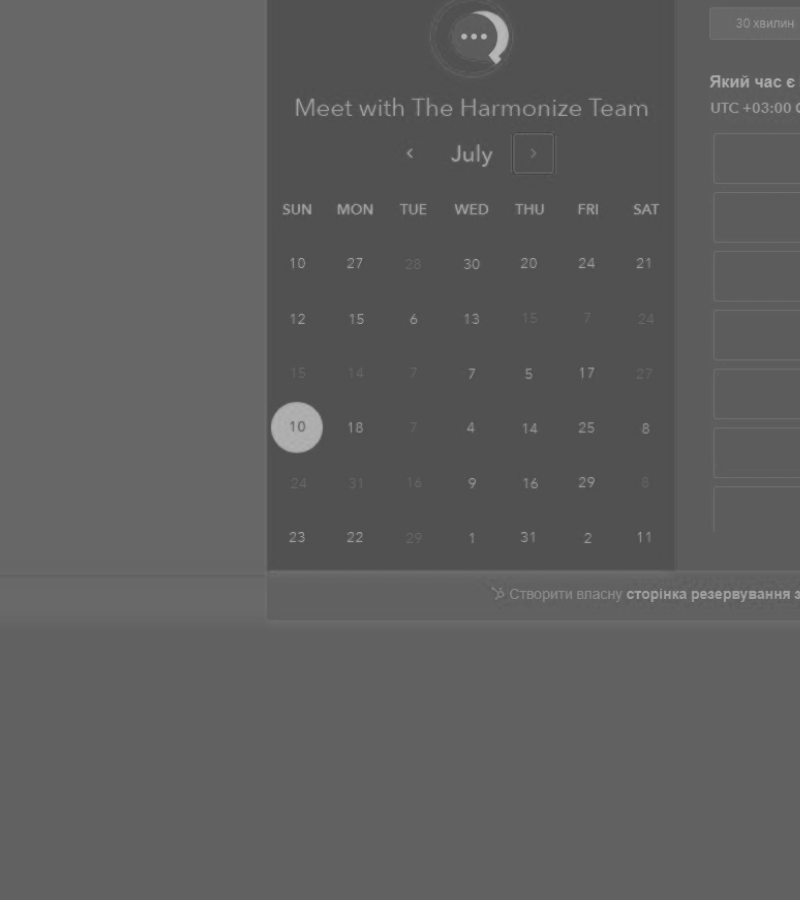 30 хвилин
Meet with The Harmonize Team
Який час є
UTC +03:00
July
SUN MON TUE WED THU FRI SAT
10 27 28 30 20 24 21
12 15 6 13 15 7 24
15 14 7 7 5 17 27
10 18 7 4 14 25 8
24 31 16 9 16 29 8
23 22 29 1 31 2 11
Створити власну сторінка резервування з